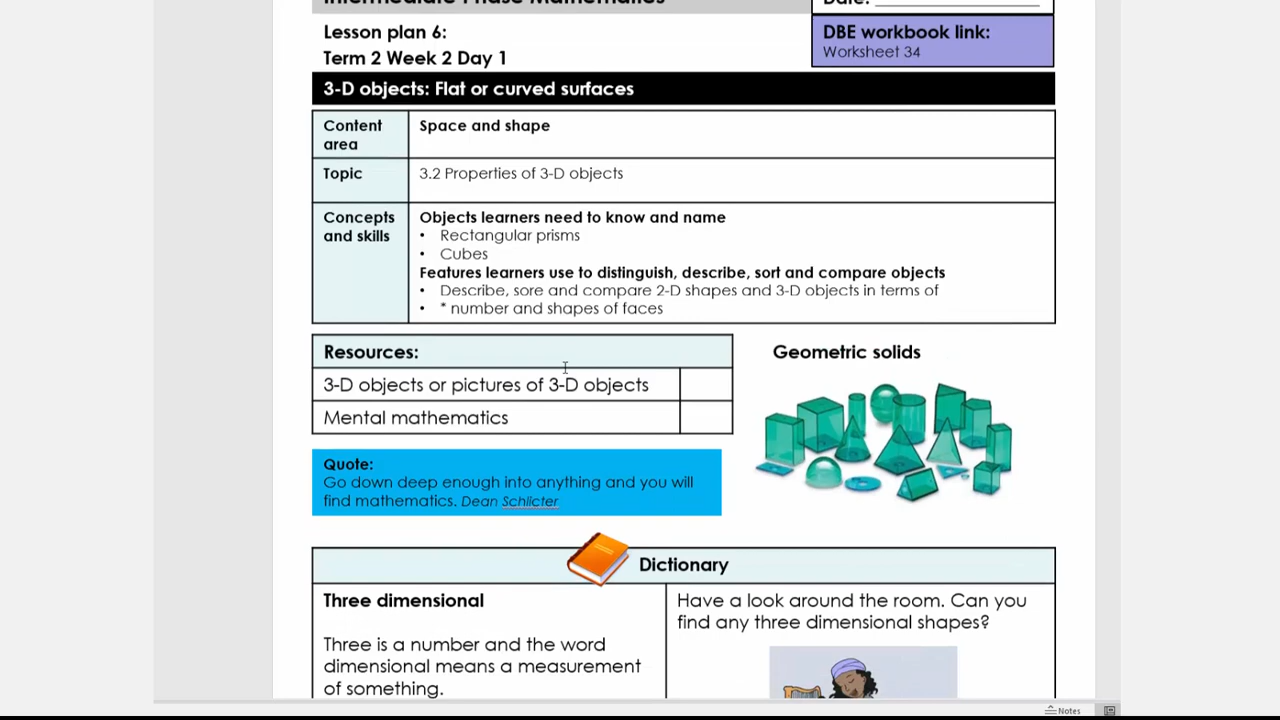 Intermediate Phase Mathematics
Date:
Lesson plan 6:
Term 2 Week 2 Day 1
DBE workbook link:
Worksheet 34
3-D objects: Flat or curved surfaces
Content
area
Space and shape
Topic
3.2 Properties of 3-D objects
Concepts
and skills
Objects learners need to know and name
• Rectangular prisms
• Cubes
Features learners use to distinguish, describe, sort and compare objects
• Describe, sore and compare 2-D shapes and 3-D objects in terms of
• * number and shapes of faces
Resources:
3-D objects or pictures of 3-D objects
Mental mathematics
Geometric solids
Quote:
Go down deep enough into anything and you will
find mathematics. Dean Schlicter
Dictionary
Three dimensional
Three is a number and the word
dimensional means a measurement
of something.
Have a look around the room. Can you
find any three dimensional shapes?
Notes